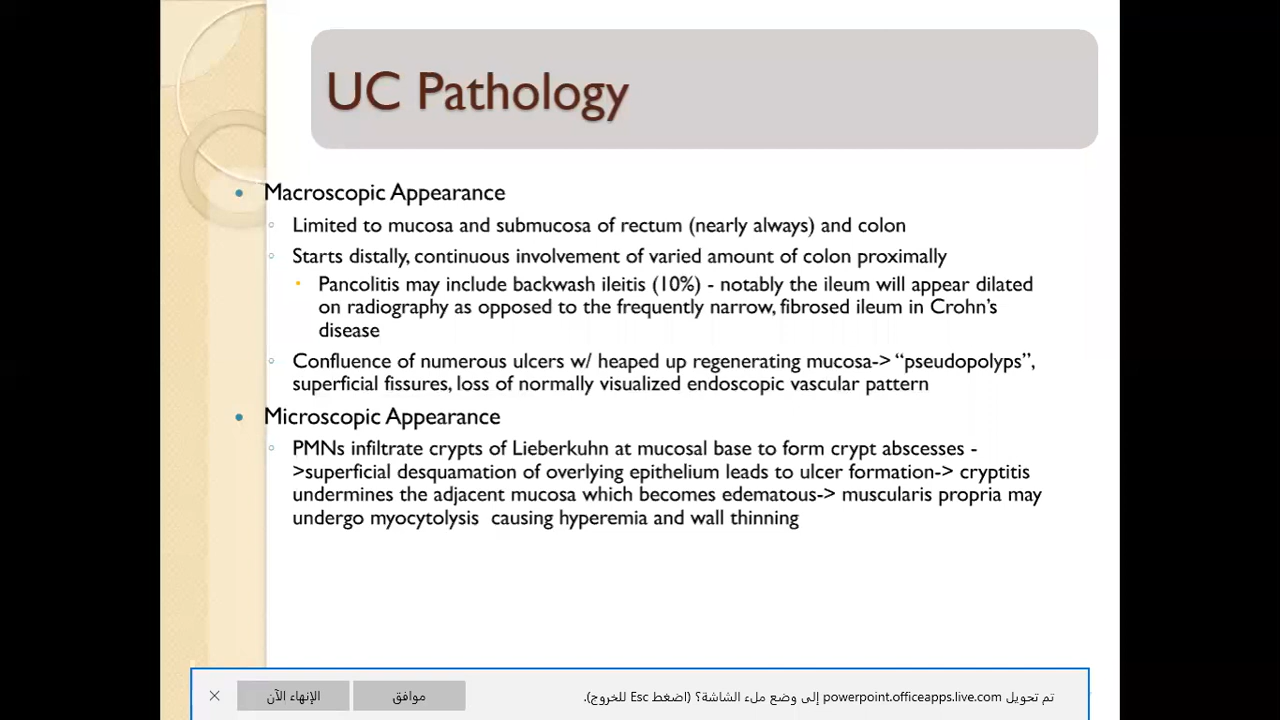 UC Pathology
Macroscopic Appearance
Limited to mucosa and submucosa of rectum (nearly always) and colon
Starts distally, continuous involvement of varied amount of colon proximally
Pancolitis may include backwash ileitis (10%) - notably the ileum will appear dilated
on radiography as opposed to the frequently narrow, fibrosed ileum in Crohn's
disease
Confluence of numerous ulcers w/ heaped up regenerating mucosa-> “pseudopolyps”,
superficial fissures, loss of normally visualized endoscopic vascular pattern
Microscopic Appearance
PMNs infiltrate crypts of Lieberkuhn at mucosal base to form crypt abscesses -
>superficial desquamation of overlying epithelium leads to ulcer formation-> cryptitis
undermines the adjacent mucosa which becomes edematous-> muscularis propria may
undergo myocytolysis causing hyperemia and wall thinning
تم تحويل powerpoint.officeapps.live.com إلى وضع ملء الشاشة؟ (اضغط Esc للخروج).
موافق
الإنهاء الآن